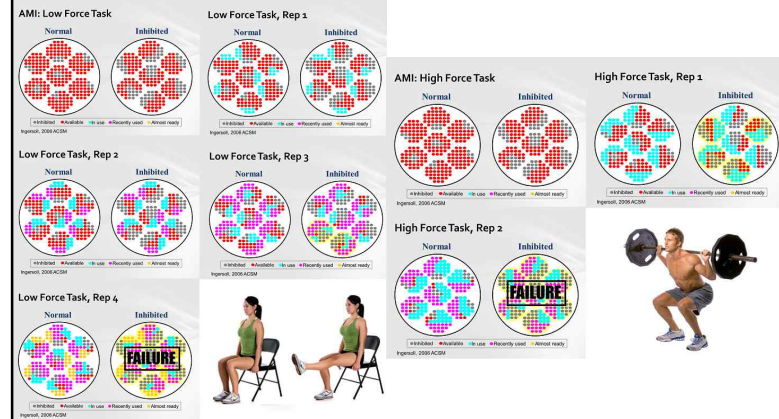 AMI: Low Force Task
Normal Inhibited
Inhibited Available In use Recently used Almost ready
Ingersoll, 2006 ACSM
Low Force Task, Rep 1
Normal Inhibited
Inhibited Available In use Recently used Almost ready
Ingersoll, 2006 ACSM
Low Force Task, Rep 2
Normal Inhibited
Inhibited Available In use Recently used Almost ready
Ingersoll, 2006 ACSM
Low Force Task, Rep 3
Normal Inhibited
Inhibited Available In use Recently used Almost ready
Ingersoll, 2006 ACSM
Low Force Task, Rep 4
Normal Inhibited
FAILURE
Inhibited Available In use Recently used Almost ready
Ingersoll, 2006 ACSM
AMI: High Force Task
Normal Inhibited
Inhibited Available In use Recently used Almost ready
Ingersoll, 2006 ACSM
High Force Task, Rep 1
Normal Inhibited
Inhibited Available In use Recently used Almost ready
Ingersoll, 2006 ACSM
High Force Task, Rep 2
Normal Inhibited
FAILURE
Inhibited Available In use Recently used Almost ready
Ingersoll, 2006 ACSM